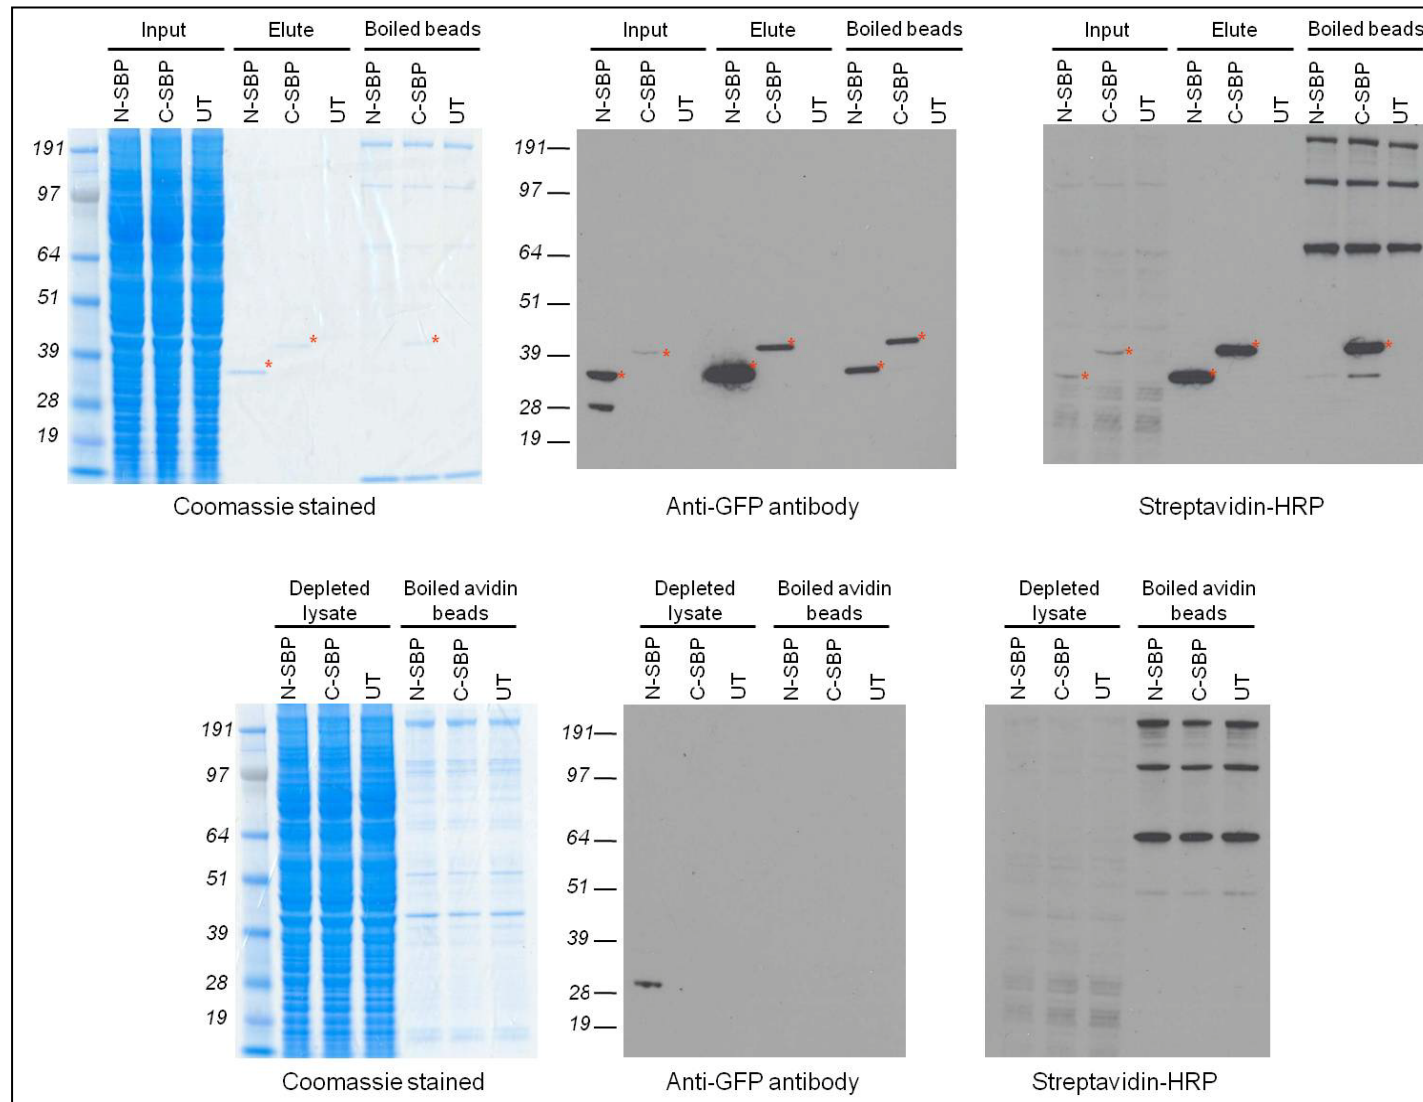 Input Elute Boiled beads
N-SBP C-SBP UT N-SBP C-SBP UT N-SBP C-SBP UT
191
97
64
51
39
28
19
* * *
Coomassie stained
Input Elute Boiled beads
N-SBP C-SBP UT N-SBP C-SBP UT N-SBP C-SBP UT
191
97
64
51
39
28
19
* * * * * *
Anti-GFP antibody
Input Elute Boiled beads
N-SBP C-SBP UT N-SBP C-SBP UT N-SBP C-SBP UT
* * * * *
Streptavidin-HRP
Depleted lysate Boiled avidin beads
N-SBP C-SBP UT N-SBP C-SBP UT
191
97
64
51
39
28
19
Coomassie stained
Depleted lysate Boiled avidin beads
N-SBP C-SBP UT N-SBP C-SBP UT
191
97
64
51
39
28
19
Anti-GFP antibody
Depleted lysate Boiled avidin beads
N-SBP C-SBP UT N-SBP C-SBP UT
Streptavidin-HRP